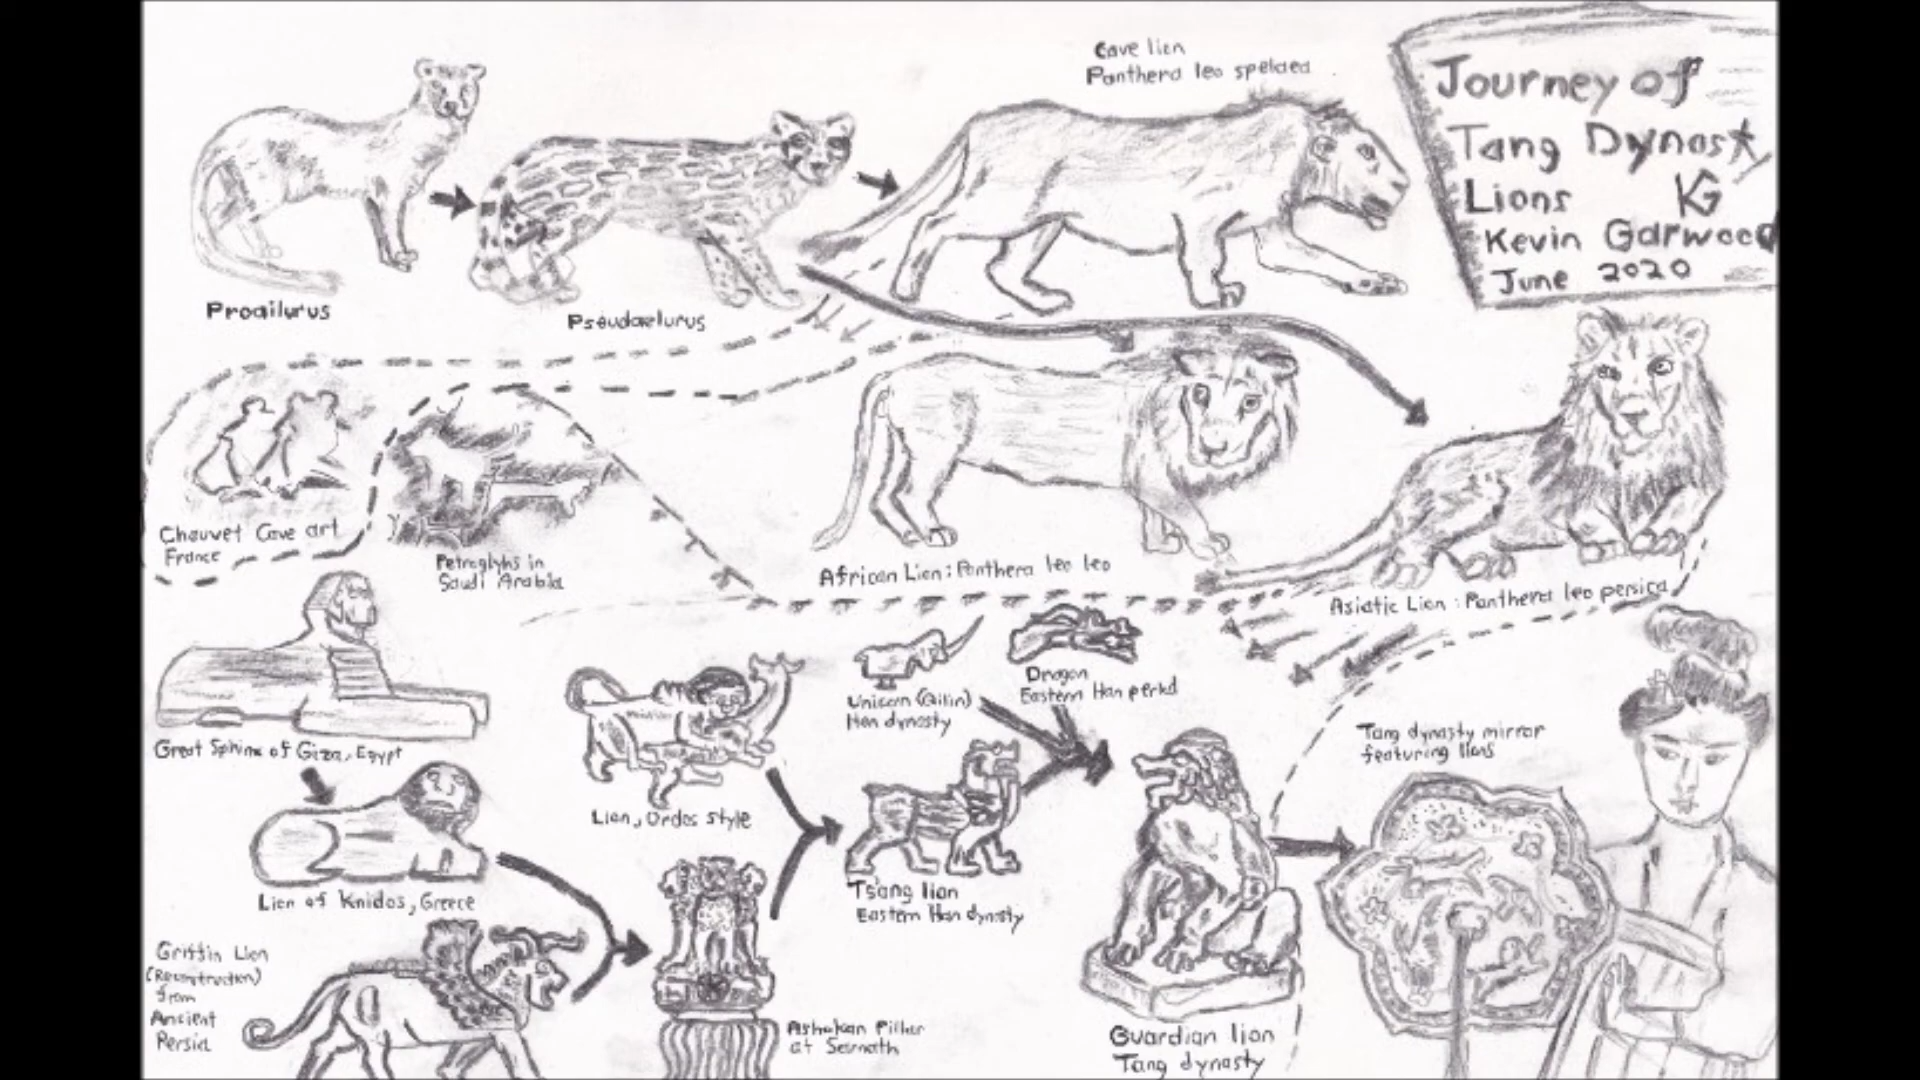 Cave lion
Panthera leo spelaea
Journey of
Tang Dynasty
Lions KG
Kevin Garwood
June 2020
Proailurus
Pseudaelurus
Chauvet Cave art
France
Petroglyhs in
Saudi Arabia
African Lion: Panthera leo leo
Asiatic Lion: Panthera leo persica
Great Sphinx of Giza, Egypt
Lion, Ordos style
Unicorn (Qilin)
Han dynasty
Dragon
Eastern Han period
Tang dynasty mirror
featuring lions
Lion of Knidos, Greece
Ts'ang lion
Eastern Han dynasty
Griffin Lion
(Reconstruction)
from
Ancient
Persia
Ashokan Pillar
at Sarnath
Guardian lion
Tang dynasty